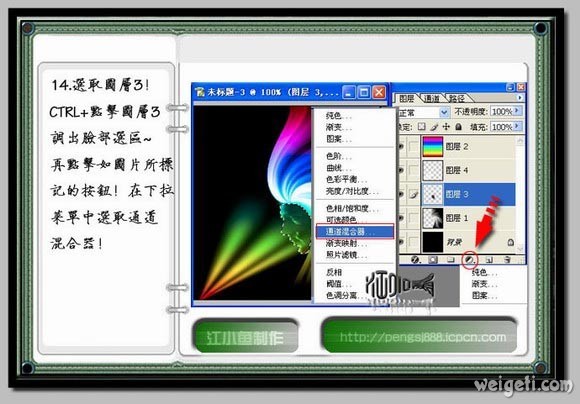 14.選取圖層3!
CTRL+點擊圖層3
調出臉部選區~
再點擊如圖片所標
記的按钮! 在下拉
菜單中選取通道
混合器!
未标题-3 @ 100% (图层 3,...
纯色...
渐变...
图案...
色阶...
曲线...
色彩平衡...
亮度/对比度...
色相/饱和度...
可选颜色...
通道混合器...
渐变映射...
照片滤镜...
反相
阈值...
色调分离...
图层 通道 路径
正常 不透明度: 100%
锁定: 填充: 100%
图层 2
图层 4
图层 3
图层 1
背景
纯色...
渐变...
图案...
江小鱼制作
http://pengsj888.icpcn.com
weigeti.com